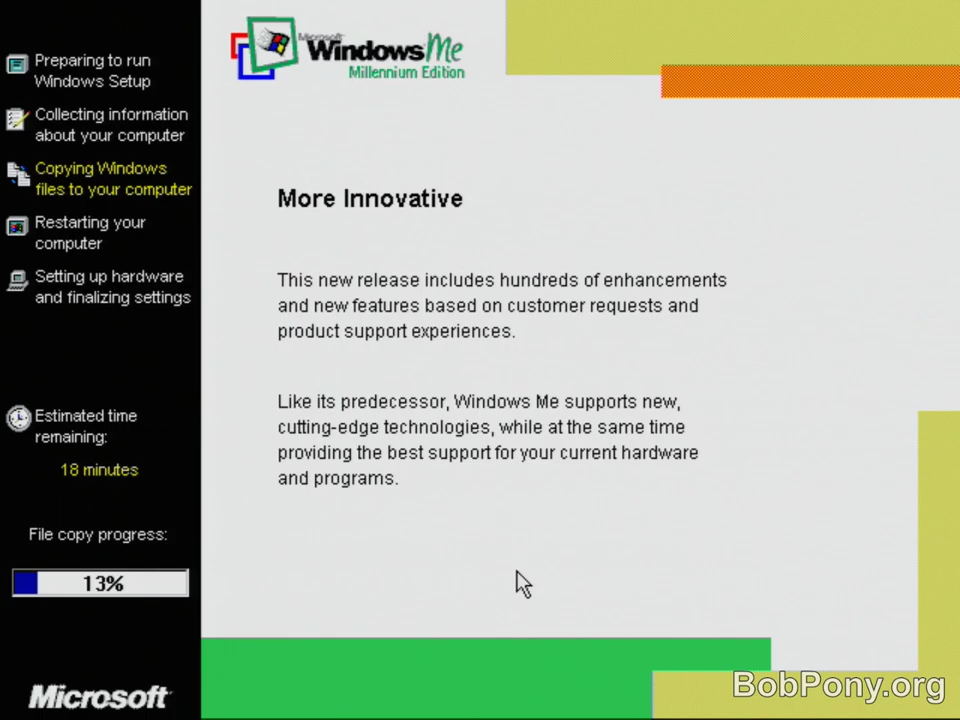 Preparing to run
Windows Setup
Collecting information
about your computer
Copying Windows
files to your computer
Restarting your
computer
Setting up hardware
and finalizing settings
Estimated time
remaining:
18 minutes
File copy progress:
13%
Microsoft
Microsoft
Windows Me
Millennium Edition
More Innovative
This new release includes hundreds of enhancements
and new features based on customer requests and
product support experiences.
Like its predecessor, Windows Me supports new,
cutting-edge technologies, while at the same time
providing the best support for your current hardware
and programs.
BobPony.org